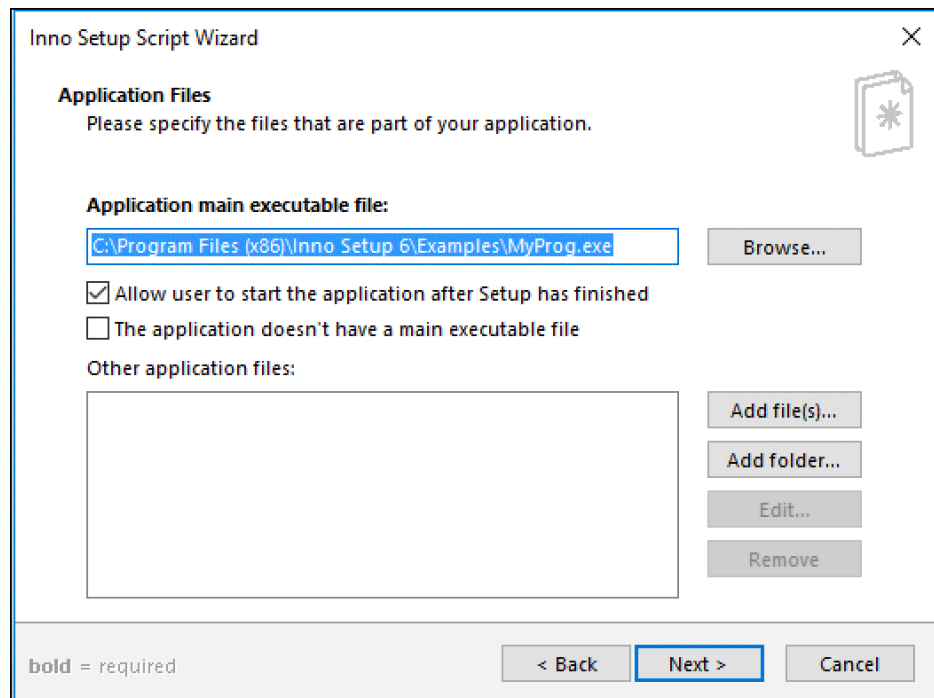 Inno Setup Script Wizard
Application Files
Please specify the files that are part of your application.
Application main executable file:
C:\Program Files (x86)\Inno Setup 6\Examples\MyProg.exe
Browse...
Allow user to start the application after Setup has finished
The application doesn't have a main executable file
Other application files:
Add file(s)...
Add folder...
Edit...
Remove
bold = required
< Back
Next >
Cancel